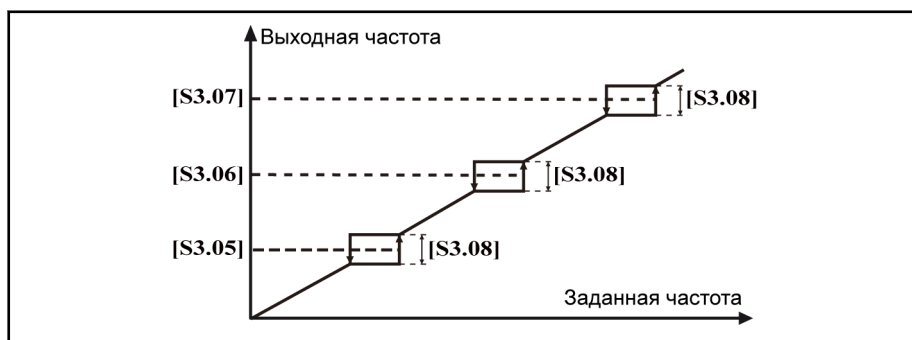 Выходная частота
[S3.07]
[S3.08]
[S3.06]
[S3.08]
[S3.05]
[S3.08]
Заданная частота